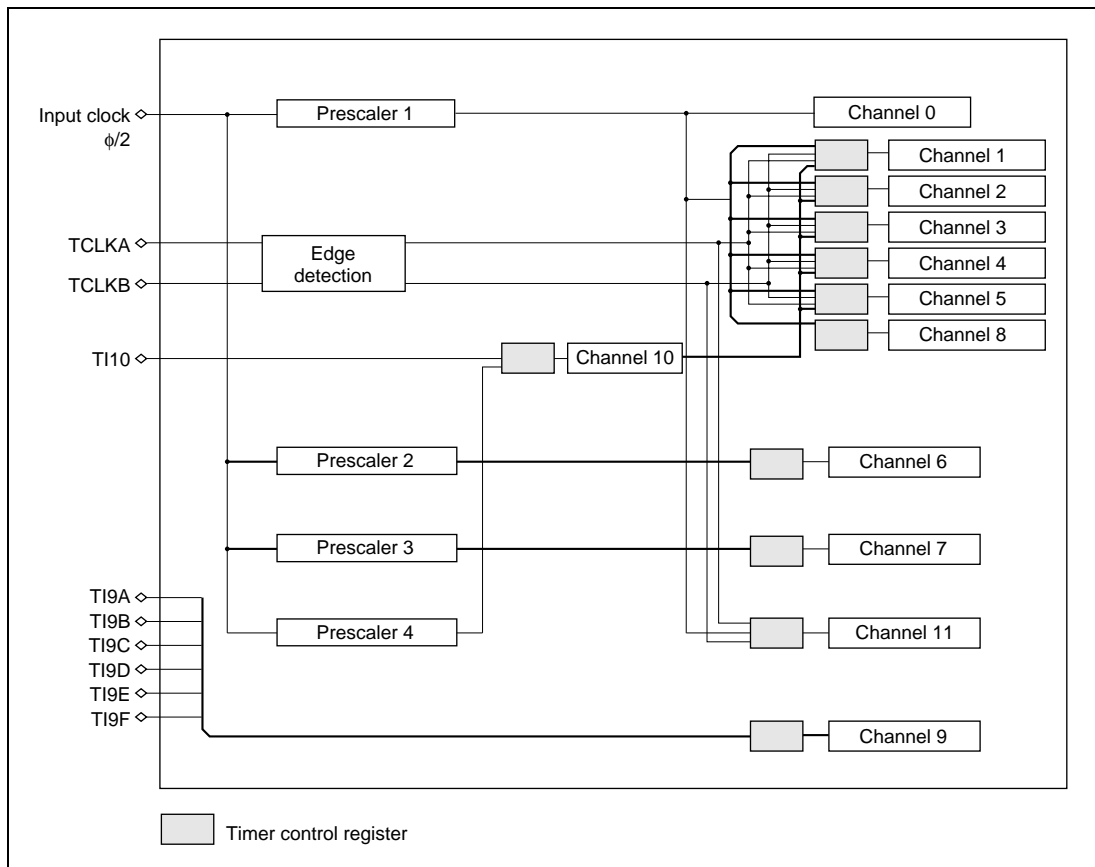 Input clock
ϕ/2
Prescaler 1
Channel 0
Channel 1
Channel 2
Channel 3
Channel 4
Channel 5
Channel 8
TCLKA
TCLKB
Edge
detection
TI10
Channel 10
Prescaler 2
Channel 6
Prescaler 3
Channel 7
TI9A
TI9B
TI9C
TI9D
TI9E
TI9F
Prescaler 4
Channel 11
Channel 9
Timer control register